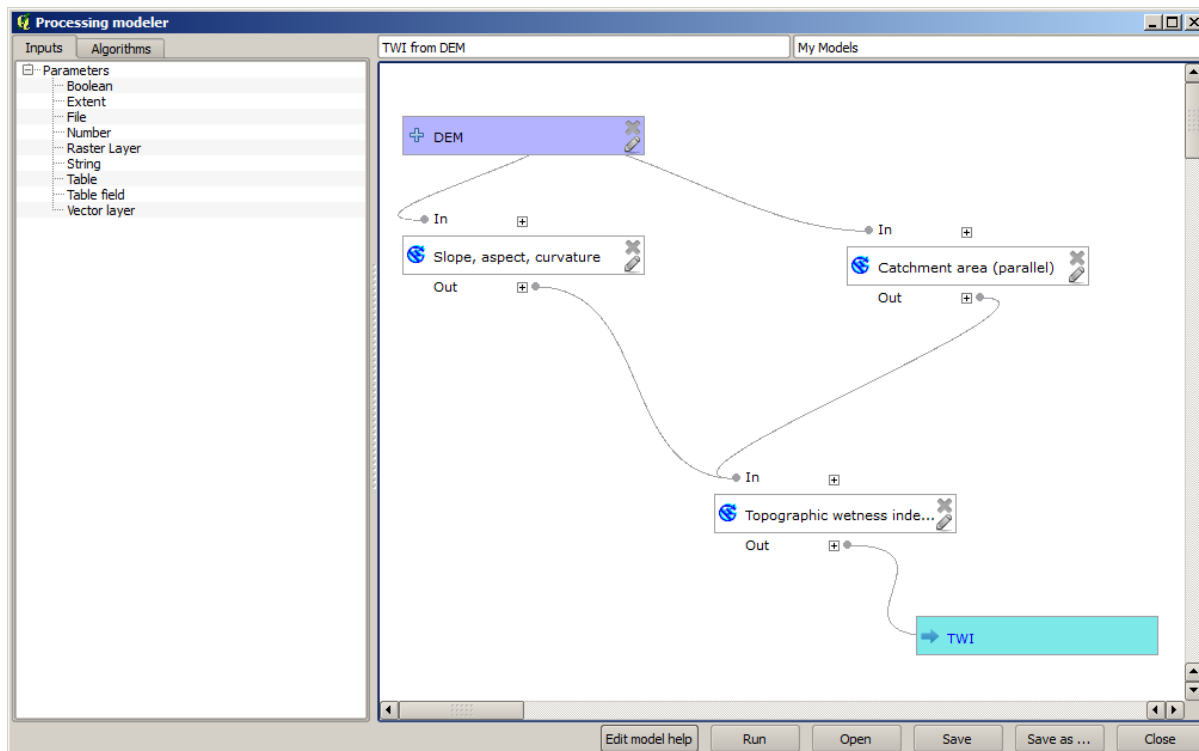 Processing modeler
Inputs
Algorithms
TWI from DEM
My Models
Parameters
Boolean
Extent
File
Number
Raster Layer
String
Table
Table field
Vector layer
DEM
In
In
Slope, aspect, curvature
Catchment area (parallel)
Out
Out
In
Topographic wetness inde...
Out
TWI
Edit model help
Run
Open
Save
Save as ...
Close